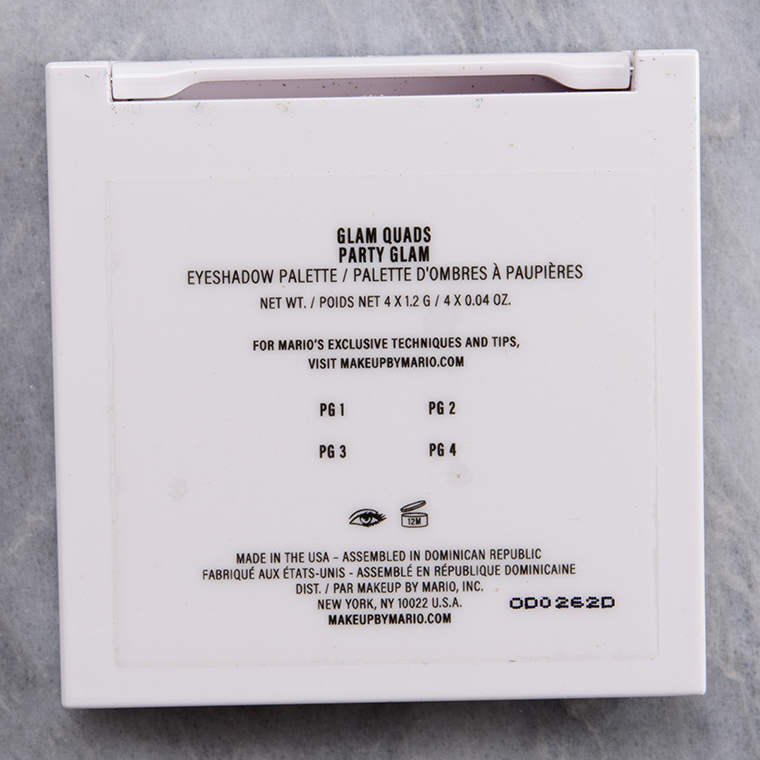 GLAM QUADS
PARTY GLAM
EYESHADOW PALETTE / PALETTE D'OMBRES À PAUPIÈRES
NET WT. / POIDS NET 4 X 1.2 G / 4 X 0.04 OZ.
FOR MARIO'S EXCLUSIVE TECHNIQUES AND TIPS,
VISIT MAKEUPBYMARIO.COM
PG 1 PG 2
PG 3 PG 4
12M
MADE IN THE USA - ASSEMBLED IN DOMINICAN REPUBLIC
FABRIQUÉ AUX ÉTATS-UNIS - ASSEMBLÉ EN RÉPUBLIQUE DOMINICAINE
DIST. / PAR MAKEUP BY MARIO, INC.
NEW YORK, NY 10022 U.S.A.
MAKEUPBYMARIO.COM
0D0262D